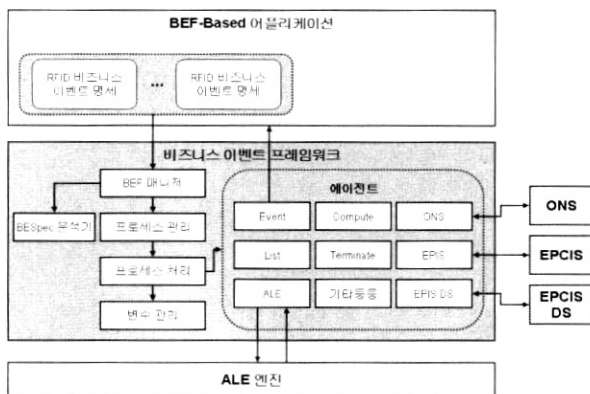 BEF-Based 어플리케이션
RFID 비즈니스
이벤트 명세
...
RFID 비즈니스
이벤트 명세
비즈니스 이벤트 프레임워크
BEF 매니저
BESpec 분석기
프로세스 관리
프로세스 처리
변수 관리
에이전트
Event
Compute
ONS
List
Terminate
EPIS
ALE
기타등등
EPIS DS
ONS
EPCIS
EPCIS
DS
ALE 엔진